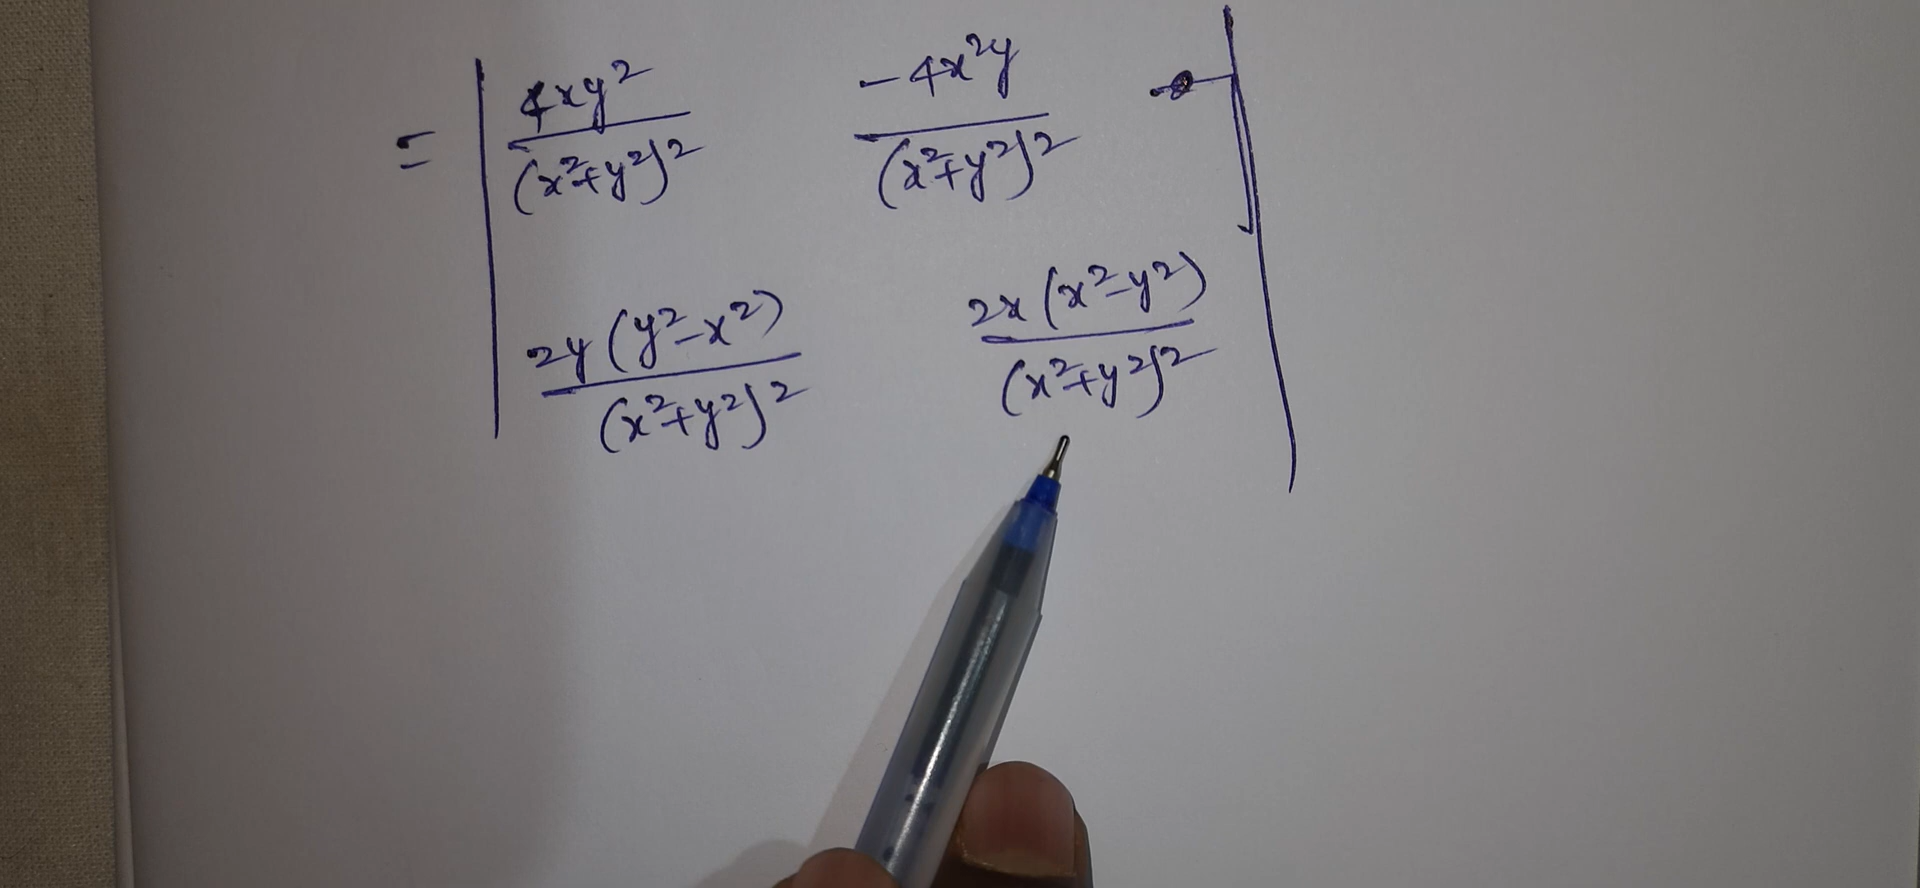 = | 4xy²/(x²+y²)² -4x²y/(x²+y²)² |
2y(y²-x²)/(x²+y²)² 2x(x²-y²)/(x²+y²)²